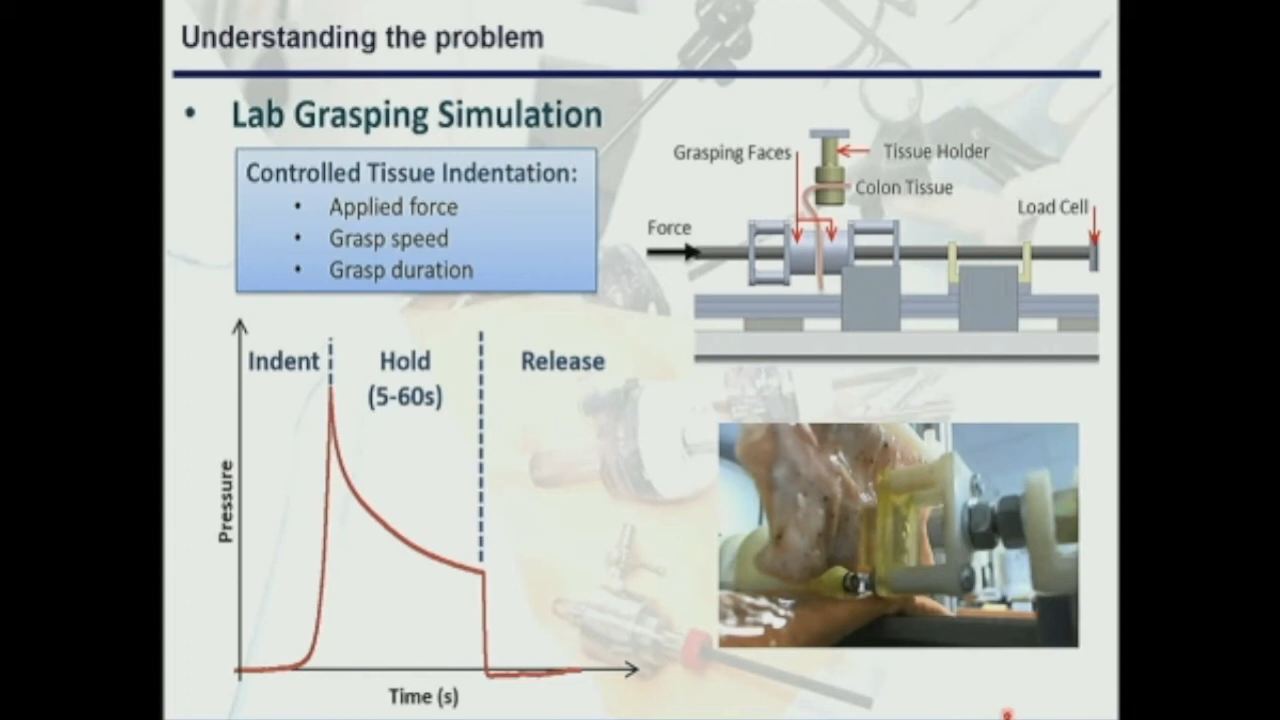 Understanding the problem
• Lab Grasping Simulation
Controlled Tissue Indentation:
• Applied force
• Grasp speed
• Grasp duration
Grasping Faces
Tissue Holder
Colon Tissue
Load Cell
Force
Indent
Hold
(5-60s)
Release
Pressure
Time (s)